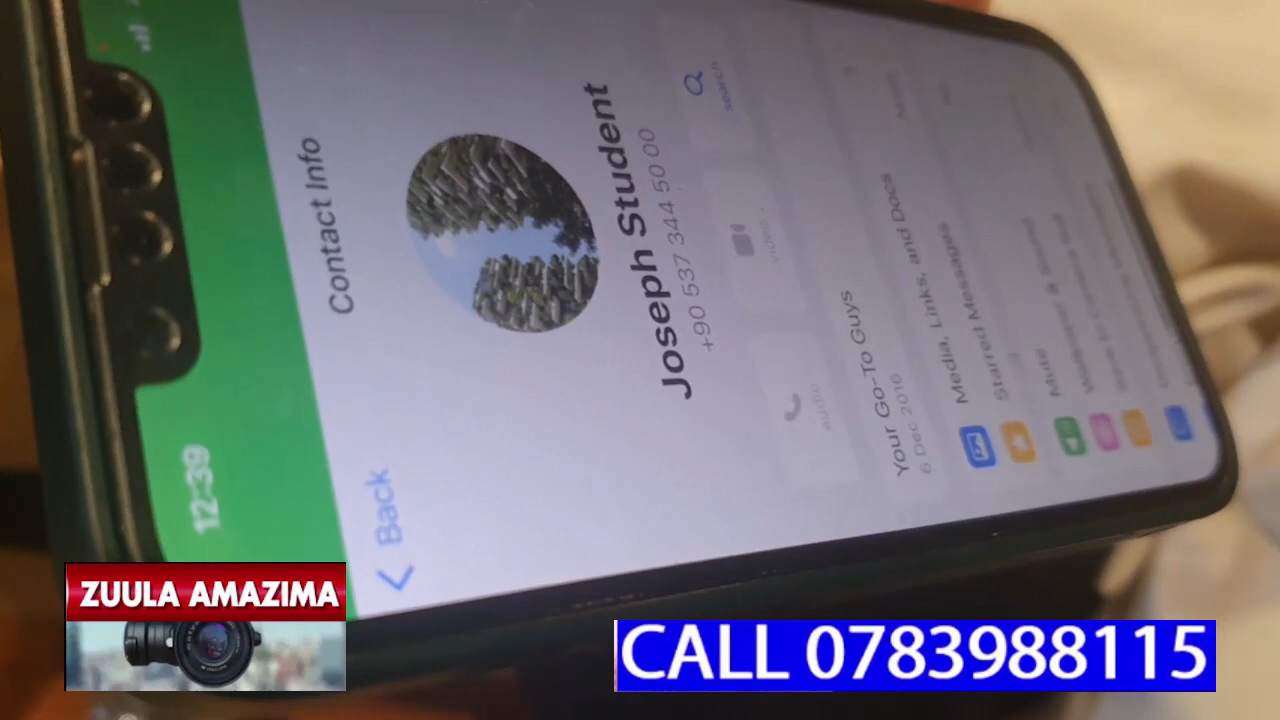 12:39
Back
Contact Info
Joseph Student
+90 537 344 50 00
audio
video
search
Your Go-To Guys
6 Dec 2016
Media, Links, and Docs
Starred Messages
Mute
ZUULA AMAZIMA
CALL 0783988115